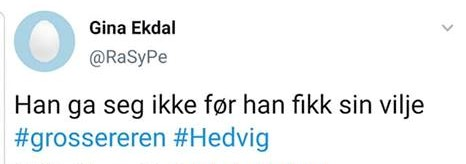 Gina Ekdal
@RaSyPe
Han ga seg ikke før han fikk sin vilje
#grossereren #Hedvig